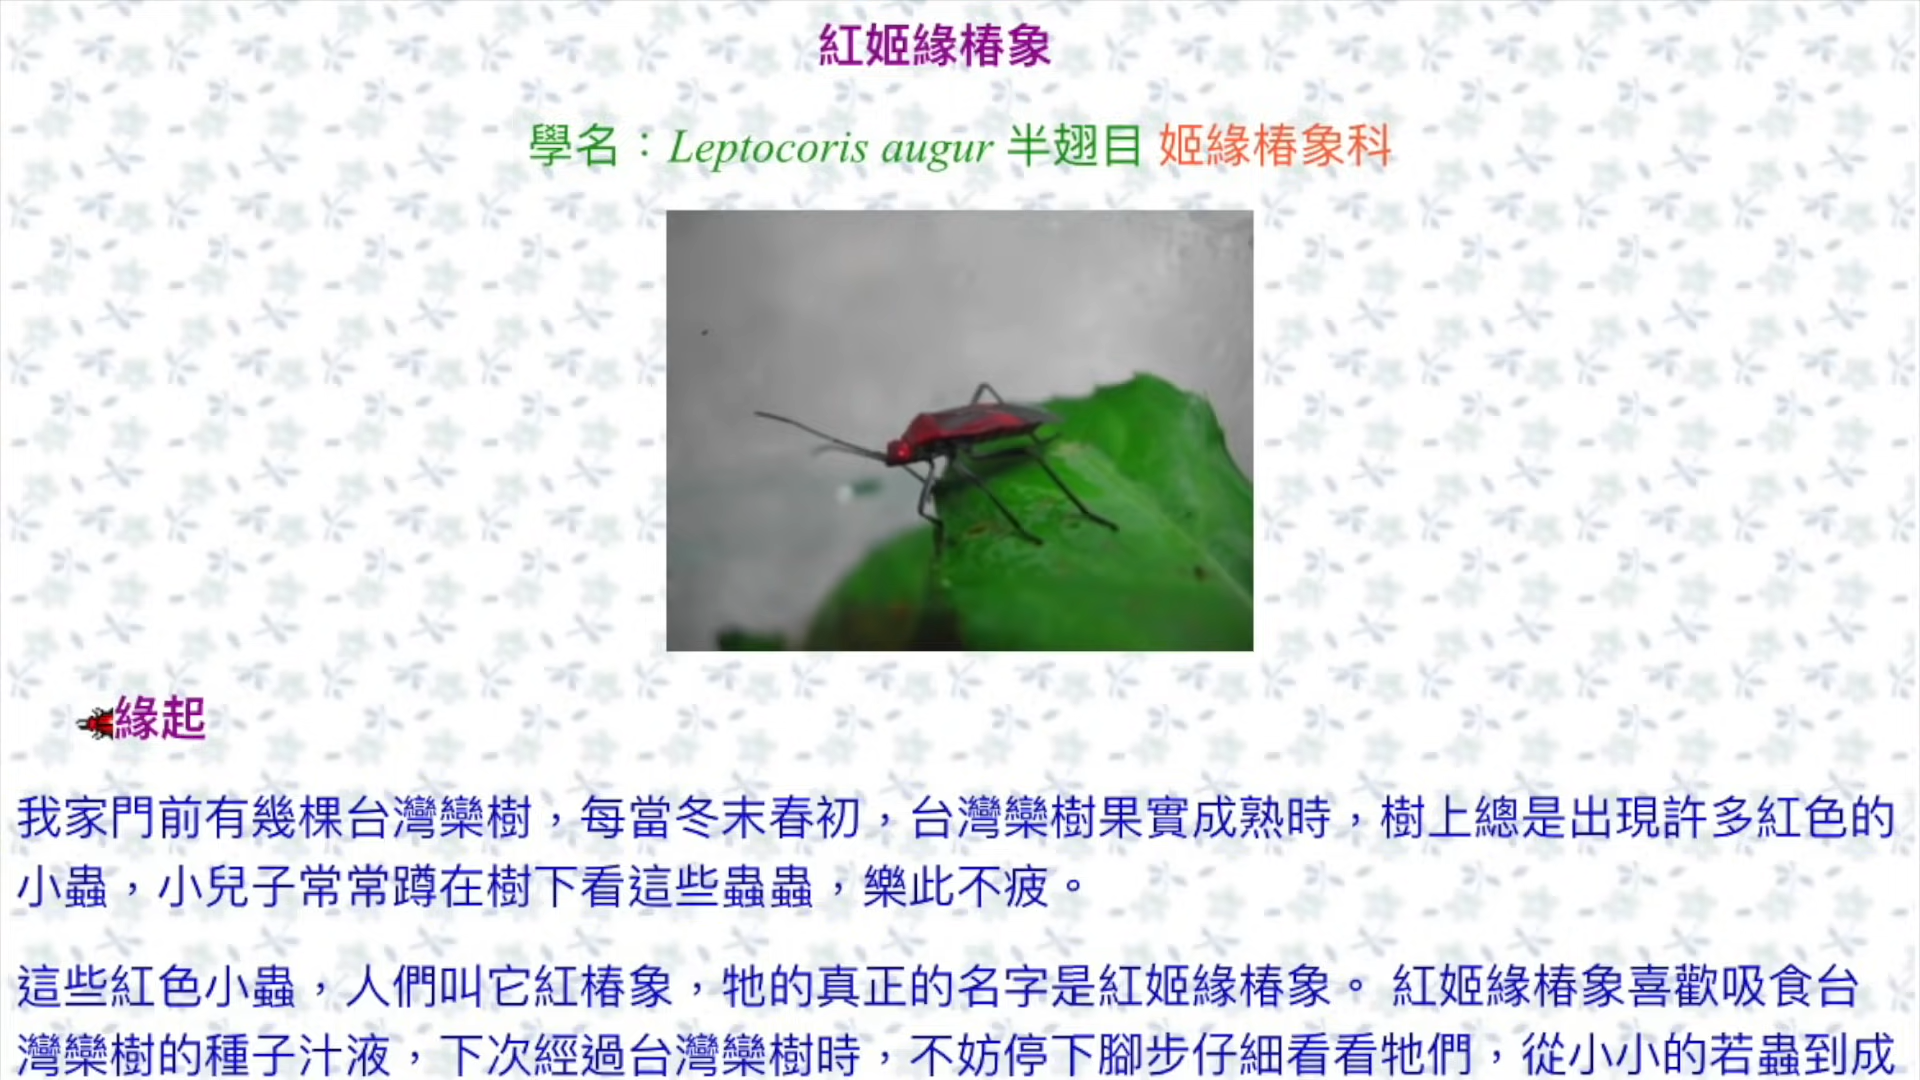 紅姬緣椿象
學名：Leptocoris augur 半翅目 姬緣椿象科
緣起
我家門前有幾棵台灣欒樹，每當冬末春初，台灣欒樹果實成熟時，樹上總是出現許多紅色的
小蟲，小兒子常常蹲在樹下看這些蟲蟲，樂此不疲。
這些紅色小蟲，人們叫它紅椿象，牠的真正的名字是紅姬緣椿象。 紅姬緣椿象喜歡吸食台
灣欒樹的種子汁液，下次經過台灣欒樹時，不妨停下腳步仔細看看牠們，從小小的若蟲到成